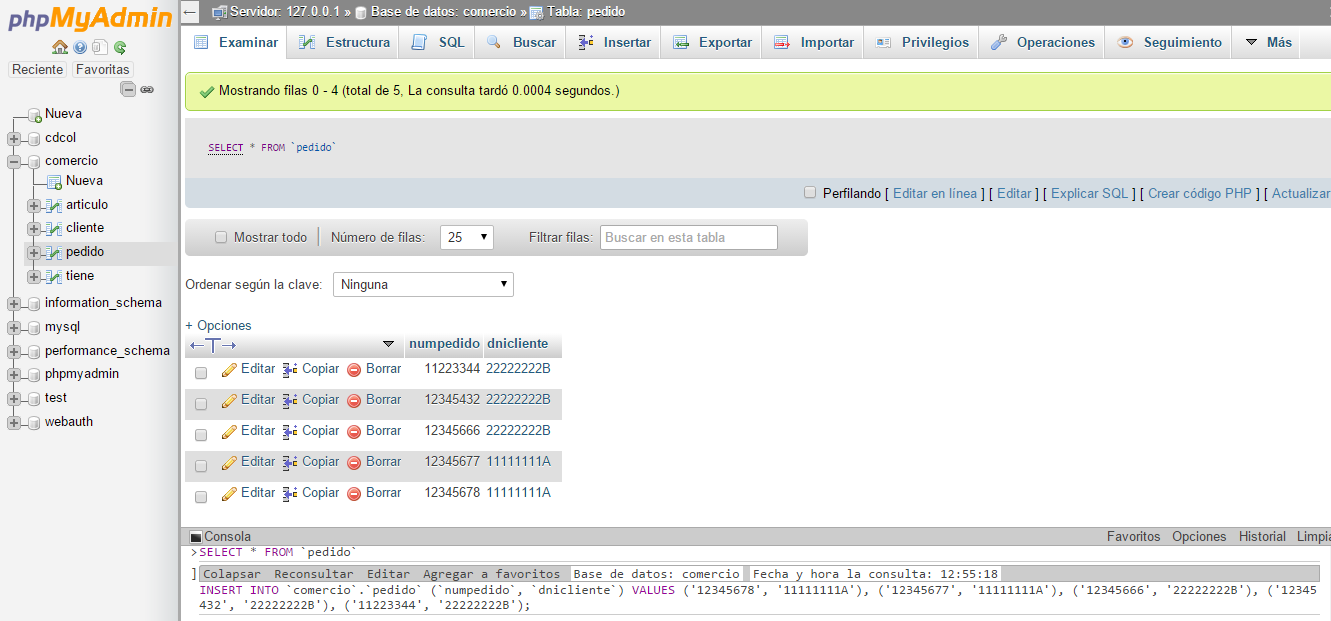 phpMyAdmin
Reciente Favoritas
Nueva
cdcol
comercio
Nueva
articulo
cliente
pedido
tiene
information_schema
mysql
performance_schema
phpmyadmin
test
webauth
Servidor: 127.0.0.1 » Base de datos: comercio » Tabla: pedido
Examinar Estructura SQL Buscar Insertar Exportar Importar Privilegios Operaciones Seguimiento Más
Mostrando filas 0 - 4 (total de 5, La consulta tardó 0.0004 segundos.)
SELECT * FROM `pedido`
Perfilando [ Editar en línea ] [ Editar ] [ Explicar SQL ] [ Crear código PHP ] [ Actualizar
Mostrar todo | Número de filas: 25 Filtrar filas: Buscar en esta tabla
Ordenar según la clave: Ninguna
+ Opciones
←T→ numpedido dnicliente
Editar Copiar Borrar 11223344 22222222B
Editar Copiar Borrar 12345432 22222222B
Editar Copiar Borrar 12345666 22222222B
Editar Copiar Borrar 12345677 11111111A
Editar Copiar Borrar 12345678 11111111A
Consola Favoritos Opciones Historial Limpia
>SELECT * FROM `pedido`
] Colapsar Reconsultar Editar Agregar a favoritos Base de datos: comercio Fecha y hora la consulta: 12:55:18
INSERT INTO `comercio`.`pedido` (`numpedido`, `dnicliente`) VALUES ('12345678', '11111111A'), ('12345677', '11111111A'), ('12345666', '22222222B'), ('12345
432', '22222222B'), ('11223344', '22222222B');